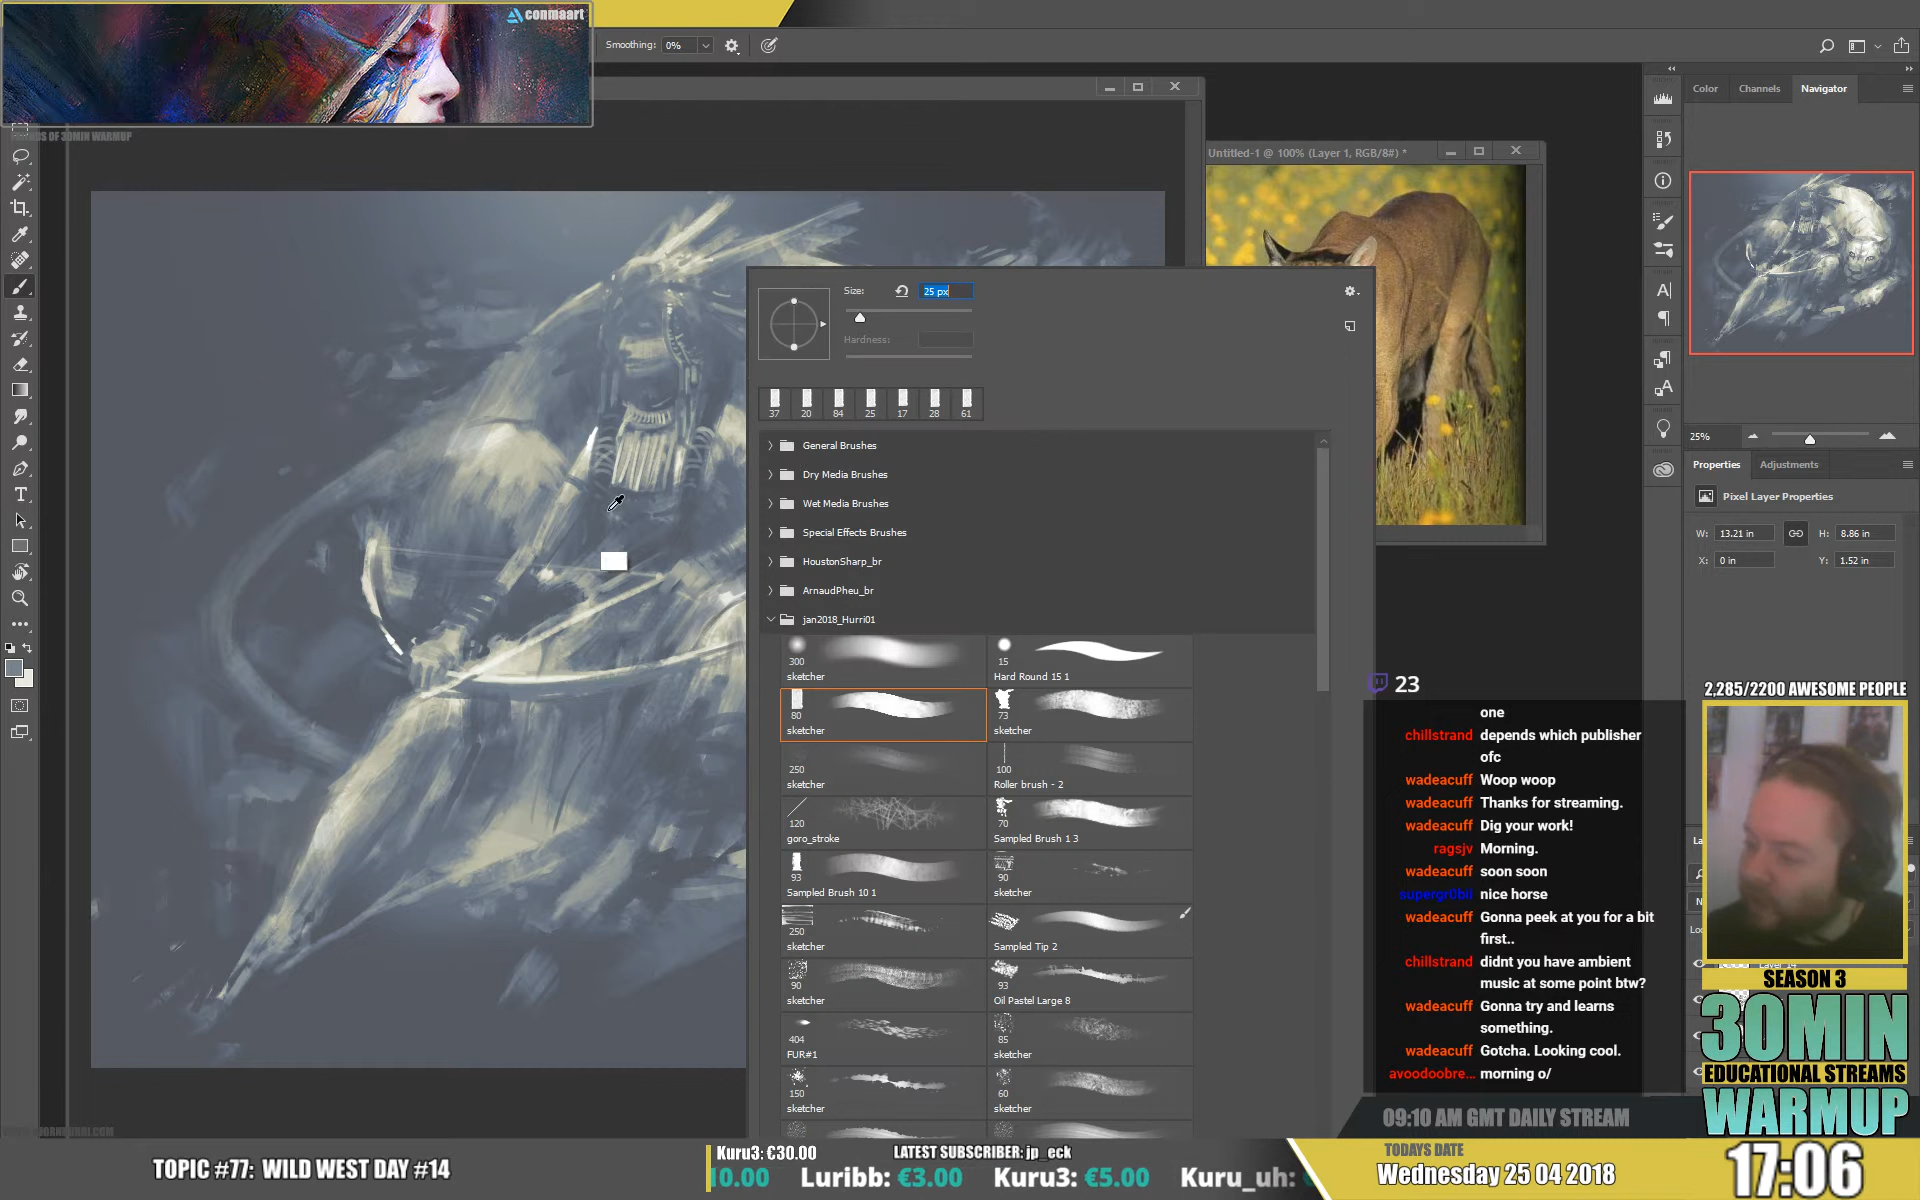 conmaart
Smoothing: 0%
FRIENDS OF 30MIN WARMUP
Color
Channels
Navigator
Untitled-1 @ 100% (Layer 1, RGB/8#) *
Size: 25 px
Hardness:
37 20 84 25 17 28 61
General Brushes
Dry Media Brushes
Wet Media Brushes
Special Effects Brushes
HoustonSharp_br
ArnaudPheu_br
jan2018_Hurri01
300
sketcher
15
Hard Round 15 1
80
sketcher
73
sketcher
250
sketcher
100
Roller brush - 2
120
goro_stroke
70
Sampled Brush 1 3
93
Sampled Brush 10 1
90
sketcher
250
sketcher
Sampled Tip 2
90
sketcher
93
Oil Pastel Large 8
404
FUR#1
85
sketcher
150
sketcher
60
sketcher
25%
Properties
Adjustments
Pixel Layer Properties
W: 13.21 in
H: 8.86 in
X: 0 in
Y: 1.52 in
23
one
chillstrand depends which publisher
ofc
wadeacuff Woop woop
wadeacuff Thanks for streaming.
wadeacuff Dig your work!
ragsjv Morning.
wadeacuff soon soon
supergr0bii nice horse
wadeacuff Gonna peek at you for a bit
first..
chillstrand didnt you have ambient
music at some point btw?
wadeacuff Gonna try and learns
something.
wadeacuff Gotcha. Looking cool.
avoodoobre... morning o/
2,285/2200 AWESOME PEOPLE
SEASON 3
30MIN
EDUCATIONAL STREAMS
WARMUP
09:10 AM GMT DAILY STREAM
TOPIC #77: WILD WEST DAY #14
Kuru3: €30.00
LATEST SUBSCRIBER: jp_eck
10.00 Luribb: €3.00 Kuru3: €5.00 Kuru_uh:
TODAYS DATE
Wednesday 25 04 2018
17:06